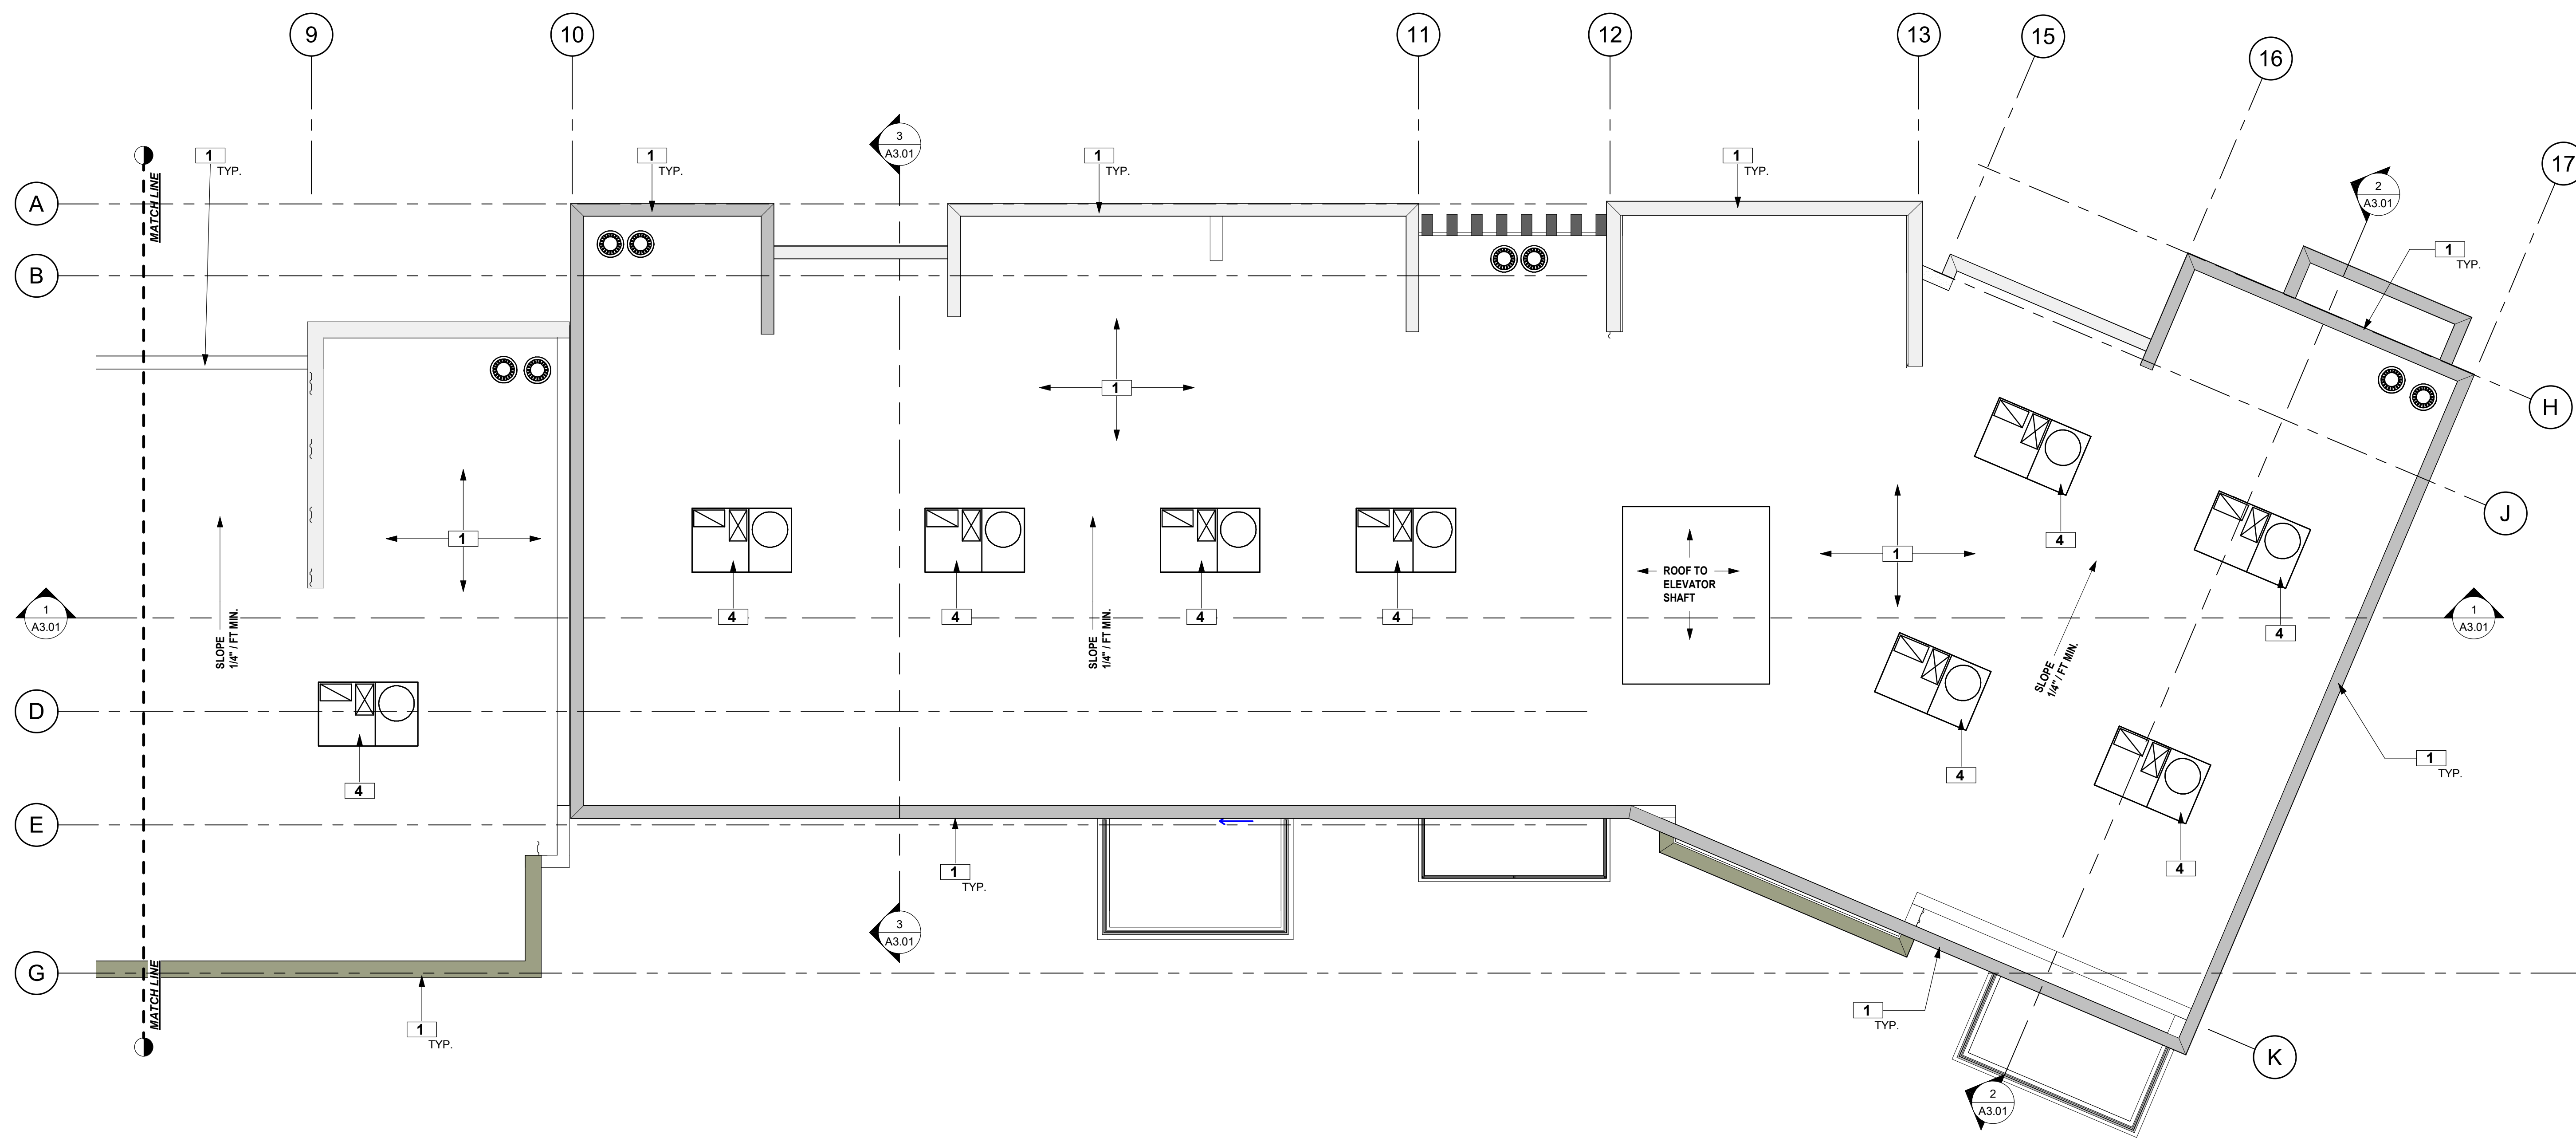 9
10
11
12
13
15
16
17
3
A3.01
2
A3.01
1
TYP.
1
TYP.
1
TYP.
1
TYP.
MATCH LINE
A
B
1
TYP.
1
H
J
1
1
4
4
4
4
4
4
ROOF TO
ELEVATOR
SHAFT
1
A3.01
SLOPE
1/4" / FT MIN.
SLOPE
1/4" / FT MIN.
SLOPE
1/4" / FT MIN.
1
A3.01
D
4
4
4
1
TYP.
E
1
TYP.
3
A3.01
G
MATCH LINE
1
TYP.
1
TYP.
K
2
A3.01